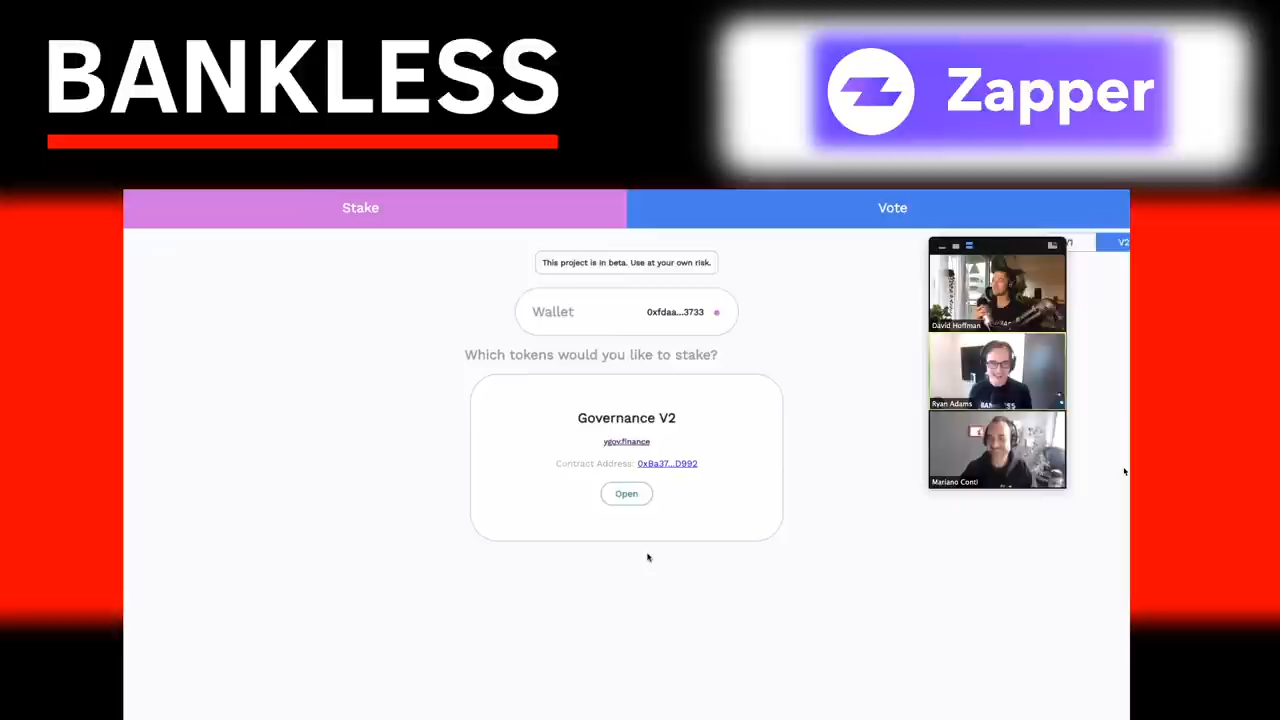 BANKLESS
Zapper
Stake
Vote
V2
This project is in beta. Use at your own risk.
Wallet 0xfdaa...3733
Which tokens would you like to stake?
Governance V2
ygov.finance
Contract Address: 0xBa37...D992
Open
David Hoffman
Ryan Adams
BANKLESS
Mariano Conti